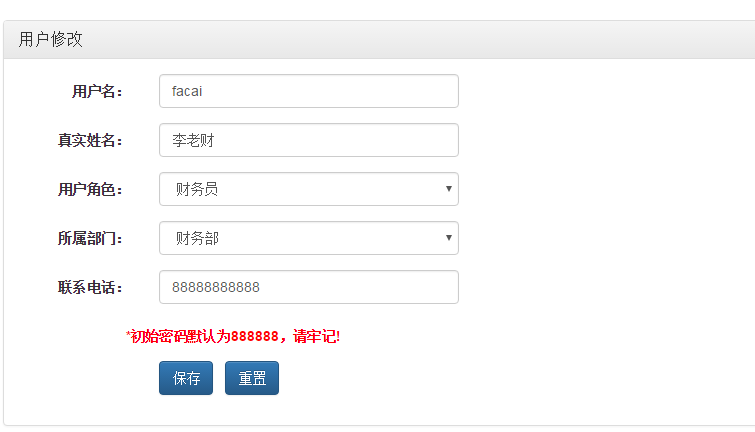 用户修改
用户名： facai
真实姓名： 李老财
用户角色： 财务员
所属部门： 财务部
联系电话： 88888888888
*初始密码默认为888888，请牢记!
保存 重置